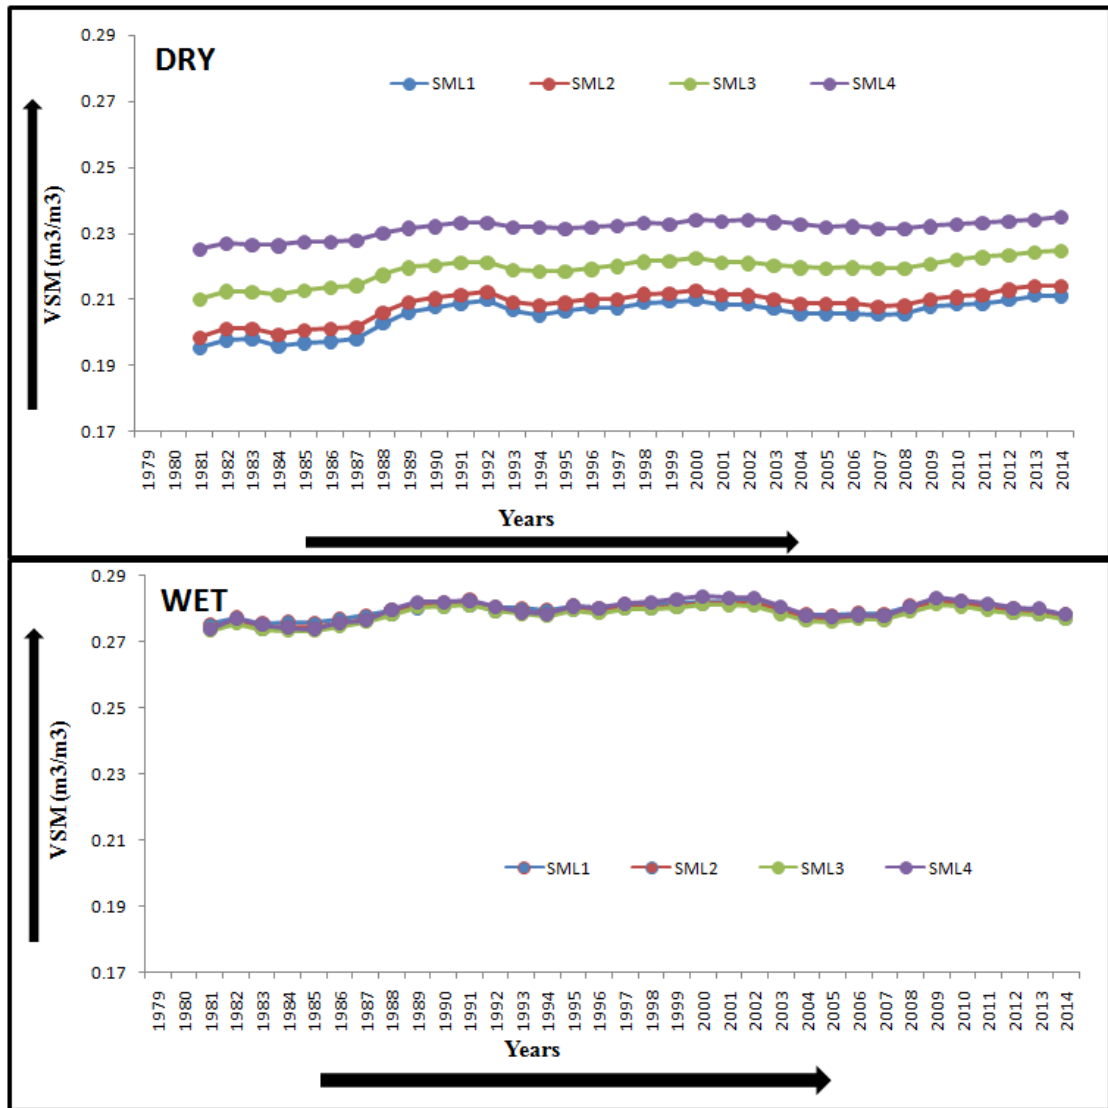 DRY
SML1 SML2 SML3 SML4
0.29
0.27
0.25
0.23
0.21
0.19
0.17
VSM (m3/m3)
1979 1980 1981 1982 1983 1984 1985 1986 1987 1988 1989 1990 1991 1992 1993 1994 1995 1996 1997 1998 1999 2000 2001 2002 2003 2004 2005 2006 2007 2008 2009 2010 2011 2012 2013 2014
Years
WET
0.29
0.27
0.25
0.23
0.21
0.19
0.17
VSM (m3/m3)
SML1 SML2 SML3 SML4
1979 1980 1981 1982 1983 1984 1985 1986 1987 1988 1989 1990 1991 1992 1993 1994 1995 1996 1997 1998 1999 2000 2001 2002 2003 2004 2005 2006 2007 2008 2009 2010 2011 2012 2013 2014
Years